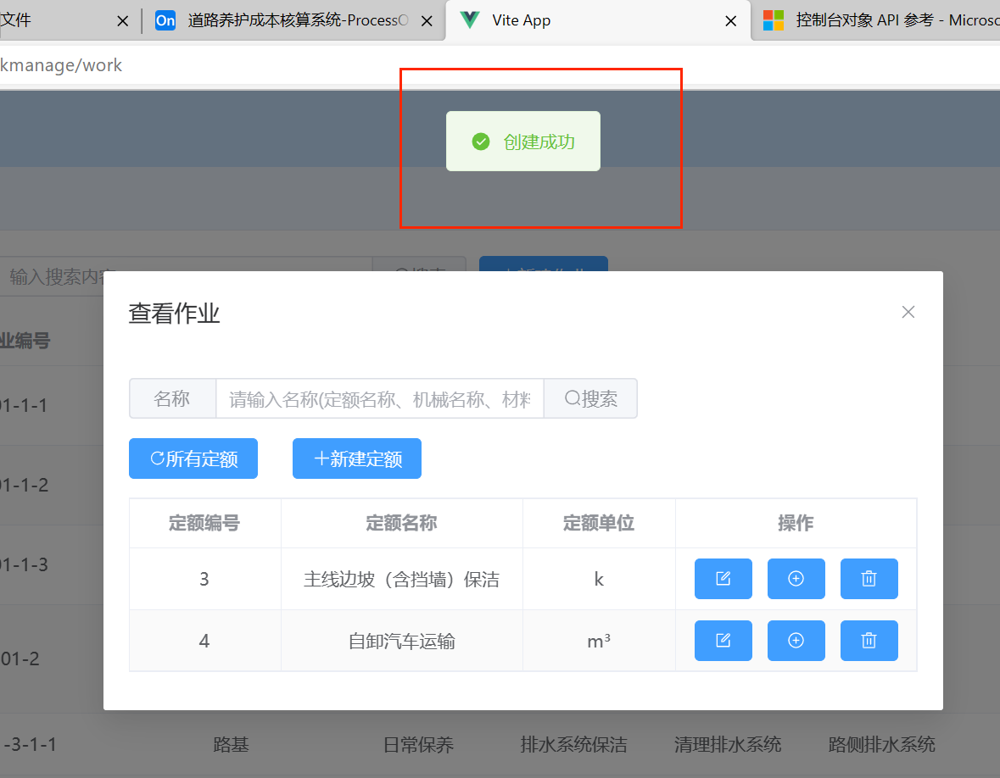 文件
On 道路养护成本核算系统-Process
Vite App
控制台对象 API 参考 - Micros
kmanage/work
创建成功
输入搜索内容
查看作业
业编号
名称 请输入名称(定额名称、机械名称、材料 搜索
01-1-1
所有定额 新建定额
01-1-2
定额编号 定额名称 定额单位 操作
01-1-3
3 主线边坡（含挡墙）保洁 k
4 自卸汽车运输 m³
01-2
-3-1-1 路基 日常保养 排水系统保洁 清理排水系统 路侧排水系统